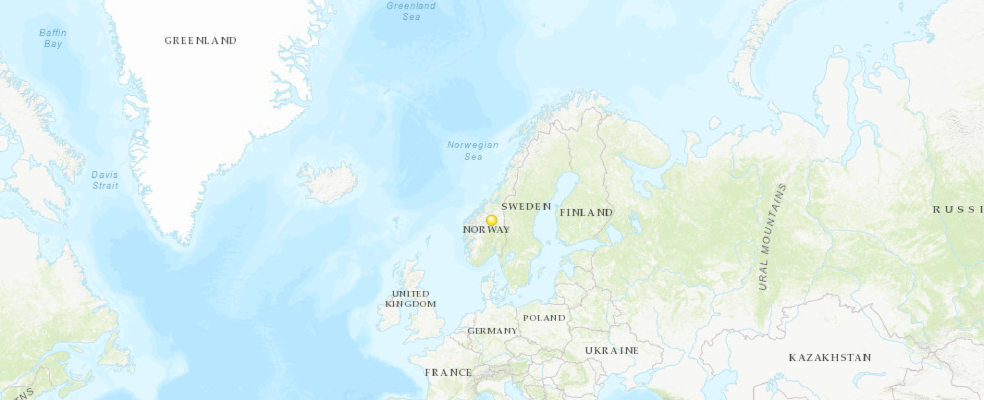 Greenland
Sea
Baffin
Bay
GREENLAND
Norwegian
Sea
Davis
Strait
SWEDEN
FINLAND
RUSSI
NORWAY
URAL MOUNTAINS
UNITED
KINGDOM
POLAND
GERMANY
UKRAINE
KAZAKHSTAN
FRANCE
NS